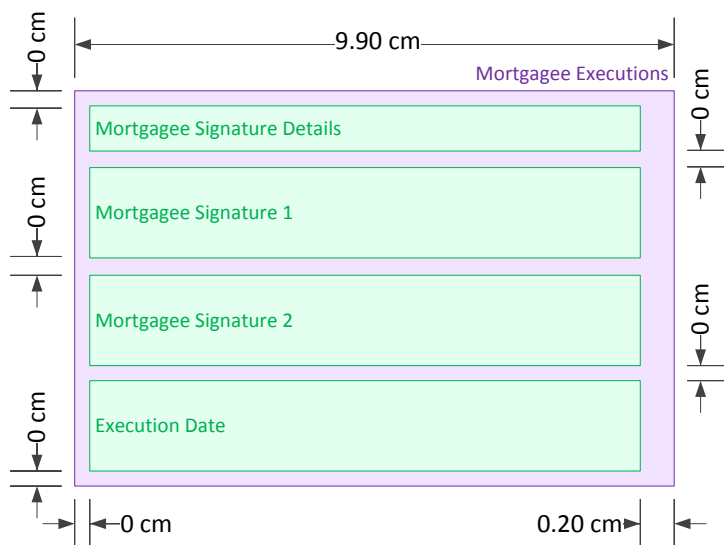 9.90 cm
0 cm
Mortgagee Executions
Mortgagee Signature Details
0 cm
Mortgagee Signature 1
0 cm
Mortgagee Signature 2
0 cm
Execution Date
0 cm
0 cm
0.20 cm